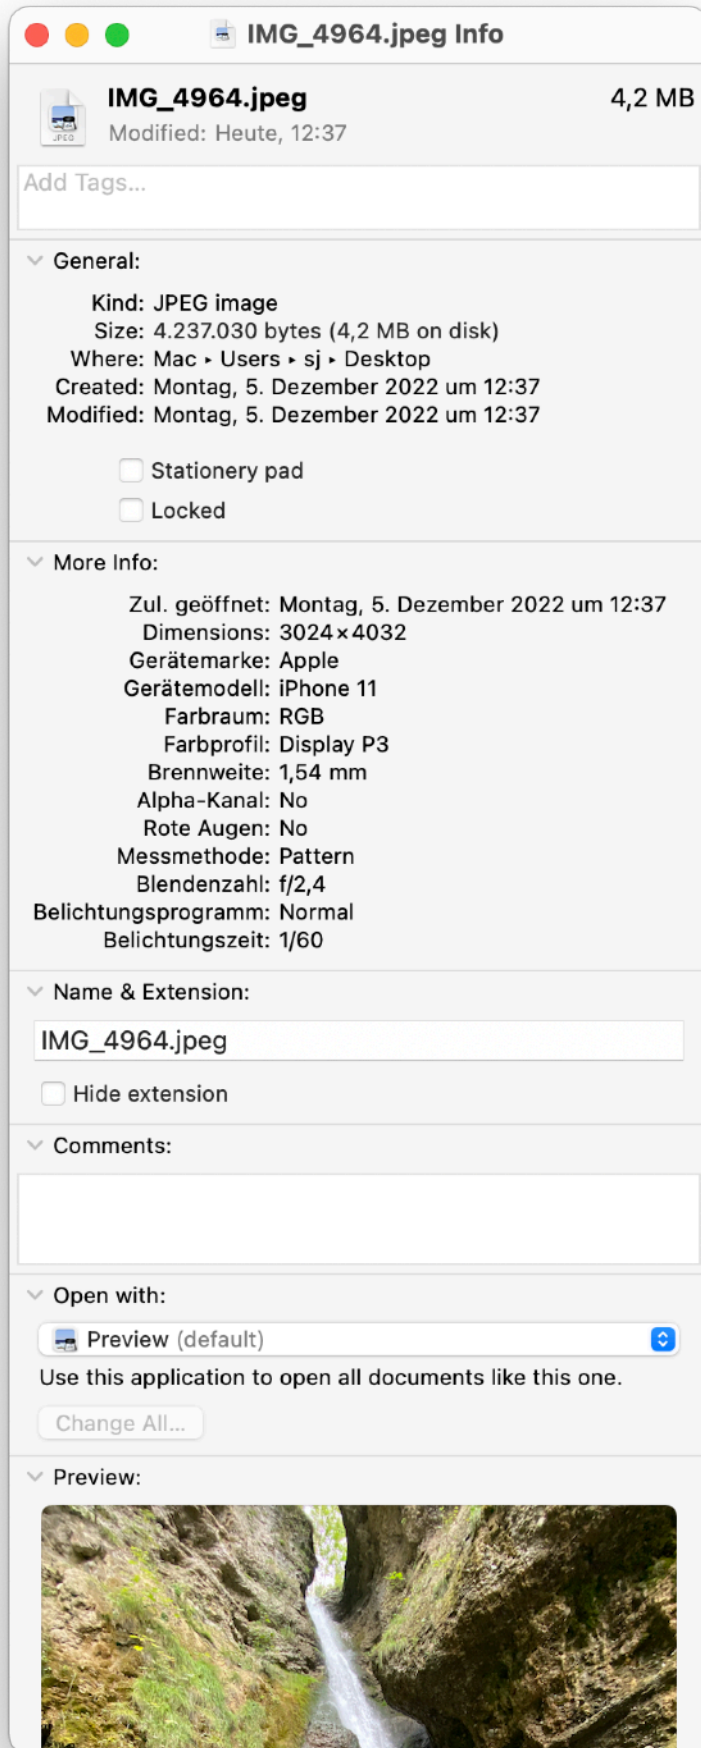 IMG_4964.jpeg Info
IMG_4964.jpeg 4,2 MB
Modified: Heute, 12:37
JPEG
Add Tags...
General:
Kind: JPEG image
Size: 4.237.030 bytes (4,2 MB on disk)
Where: Mac ▸ Users ▸ sj ▸ Desktop
Created: Montag, 5. Dezember 2022 um 12:37
Modified: Montag, 5. Dezember 2022 um 12:37
Stationery pad
Locked
More Info:
Zul. geöffnet: Montag, 5. Dezember 2022 um 12:37
Dimensions: 3024×4032
Gerätemarke: Apple
Gerätemodell: iPhone 11
Farbraum: RGB
Farbprofil: Display P3
Brennweite: 1,54 mm
Alpha-Kanal: No
Rote Augen: No
Messmethode: Pattern
Blendenzahl: f/2,4
Belichtungsprogramm: Normal
Belichtungszeit: 1/60
Name & Extension:
IMG_4964.jpeg
Hide extension
Comments:
Open with:
Preview (default)
Use this application to open all documents like this one.
Change All...
Preview: